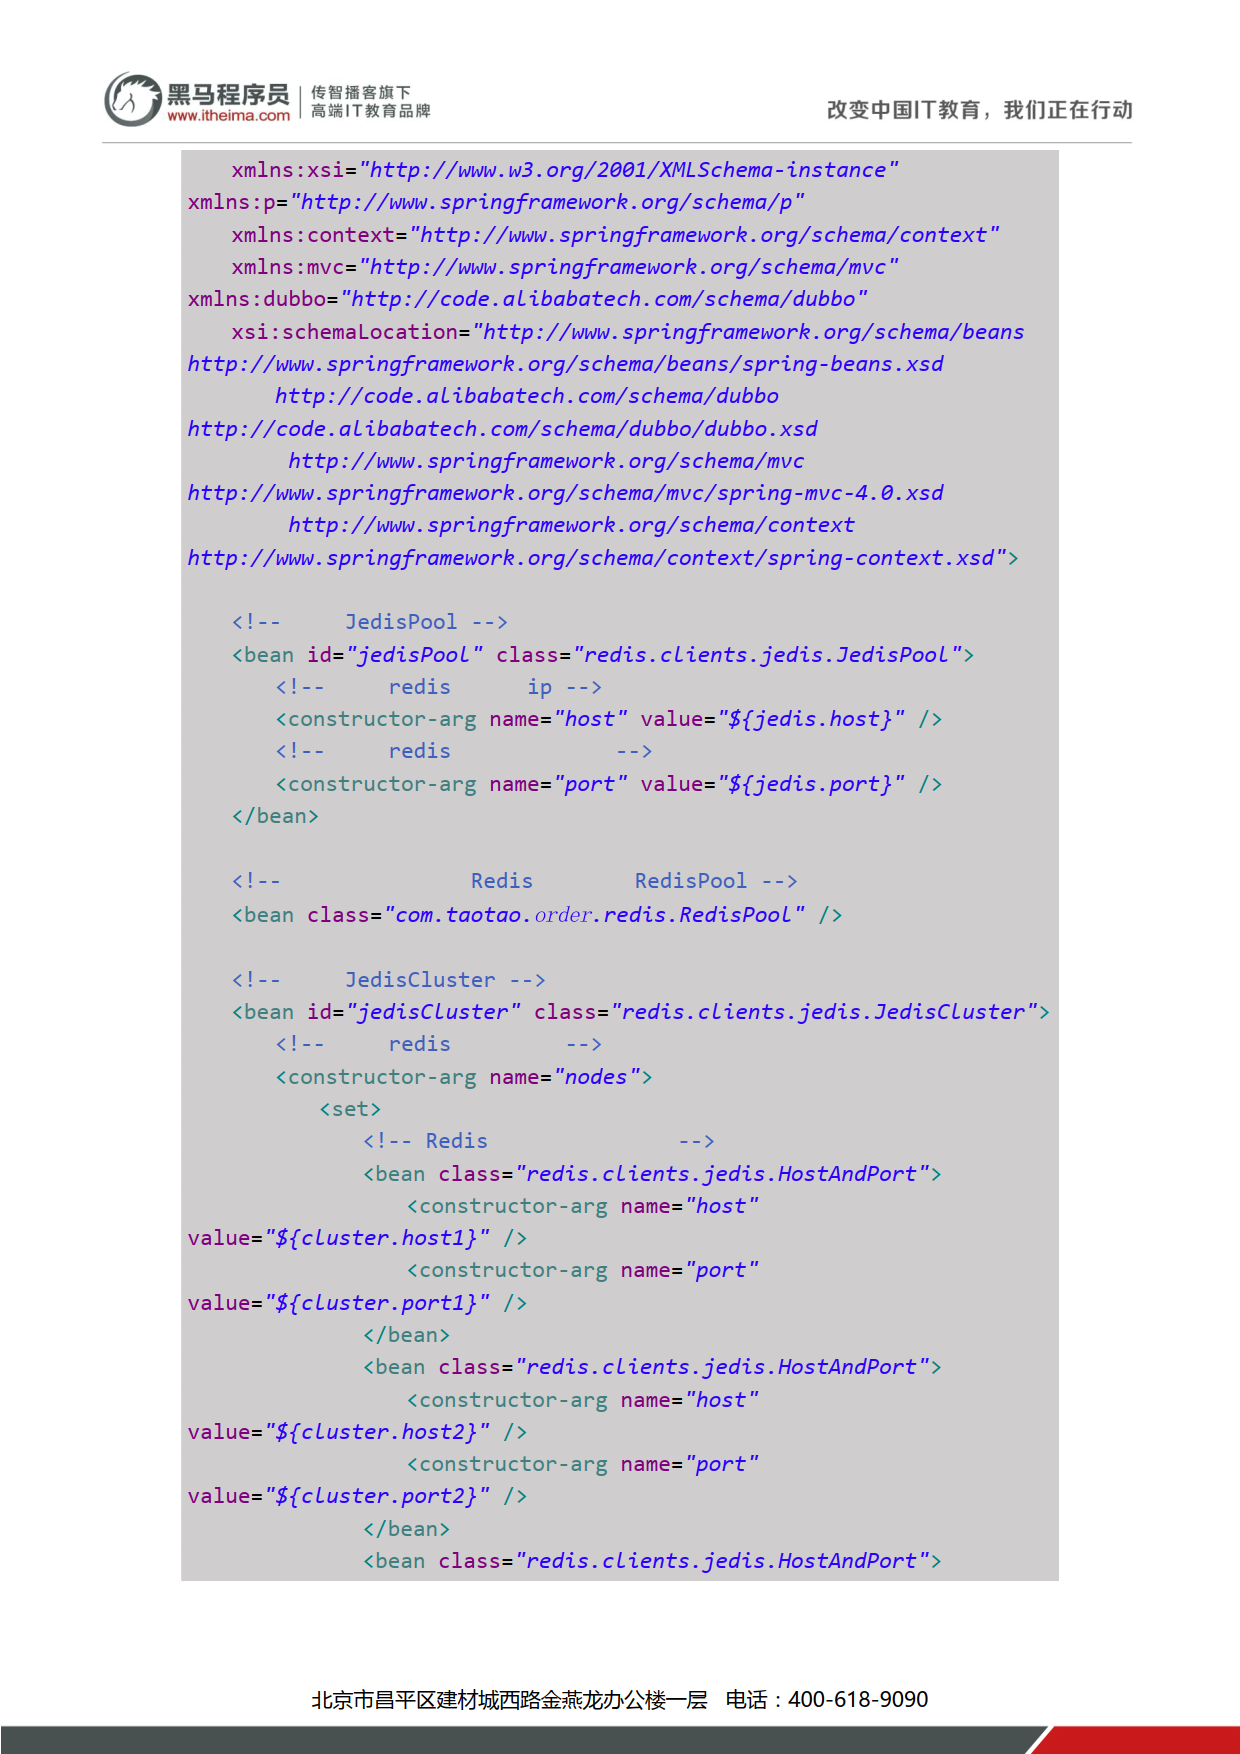 黑马程序员
www.itheima.com
传智播客旗下
高端IT教育品牌
改变中国IT教育，我们正在行动
xmlns:xsi="http://www.w3.org/2001/XMLSchema-instance"
xmlns:p="http://www.springframework.org/schema/p"
xmlns:context="http://www.springframework.org/schema/context"
xmlns:mvc="http://www.springframework.org/schema/mvc"
xmlns:dubbo="http://code.alibabatech.com/schema/dubbo"
xsi:schemaLocation="http://www.springframework.org/schema/beans
http://www.springframework.org/schema/beans/spring-beans.xsd
http://code.alibabatech.com/schema/dubbo
http://code.alibabatech.com/schema/dubbo/dubbo.xsd
http://www.springframework.org/schema/mvc
http://www.springframework.org/schema/mvc/spring-mvc-4.0.xsd
http://www.springframework.org/schema/context
http://www.springframework.org/schema/context/spring-context.xsd">
<!-- JedisPool -->
<bean id="jedisPool" class="redis.clients.jedis.JedisPool">
<!-- redis ip -->
<constructor-arg name="host" value="${jedis.host}" />
<!-- redis -->
<constructor-arg name="port" value="${jedis.port}" />
</bean>
<!-- Redis RedisPool -->
<bean class="com.taotao.order.redis.RedisPool" />
<!-- JedisCluster -->
<bean id="jedisCluster" class="redis.clients.jedis.JedisCluster">
<!-- redis -->
<constructor-arg name="nodes">
<set>
<!-- Redis -->
<bean class="redis.clients.jedis.HostAndPort">
<constructor-arg name="host"
value="${cluster.host1}" />
<constructor-arg name="port"
value="${cluster.port1}" />
</bean>
<bean class="redis.clients.jedis.HostAndPort">
<constructor-arg name="host"
value="${cluster.host2}" />
<constructor-arg name="port"
value="${cluster.port2}" />
</bean>
<bean class="redis.clients.jedis.HostAndPort">
北京市昌平区建材城西路金燕龙办公楼一层 电话：400-618-9090